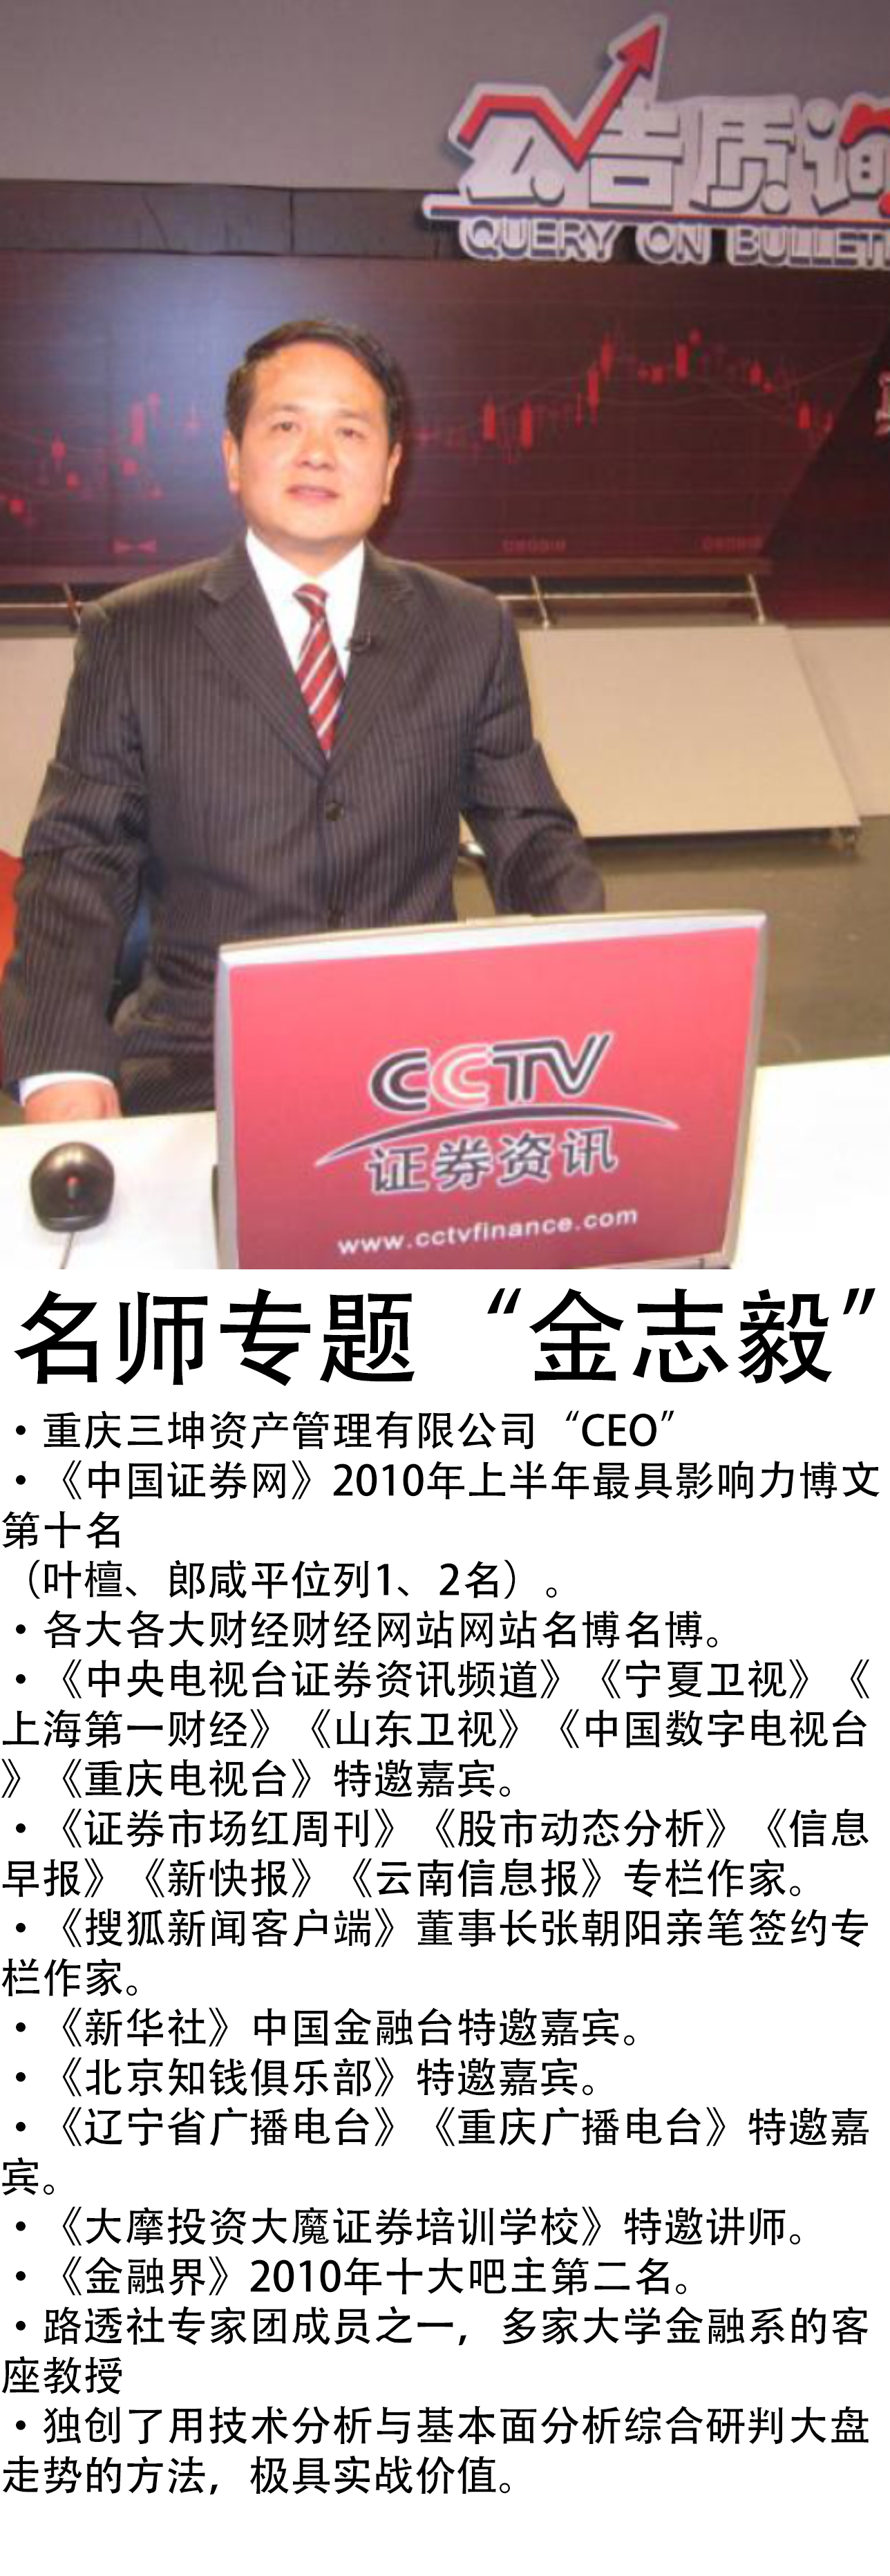 公告质询
QUERY ON BULLET
CCTV
证券资讯
www.cctvfinance.com
名师专题“金志毅”
·重庆三坤资产管理有限公司“CEO”
·《中国证券网》2010年上半年最具影响力博文
第十名
（叶檀、郎咸平位列1、2名）。
·各大各大财经财经网站网站名博名博。
·《中央电视台证券资讯频道》《宁夏卫视》《
上海第一财经》《山东卫视》《中国数字电视台
》《重庆电视台》特邀嘉宾。
·《证券市场红周刊》《股市动态分析》《信息
早报》《新快报》《云南信息报》专栏作家。
·《搜狐新闻客户端》董事长张朝阳亲笔签约专
栏作家。
·《新华社》中国金融台特邀嘉宾。
·《北京知钱俱乐部》特邀嘉宾。
·《辽宁省广播电台》《重庆广播电台》特邀嘉
宾。
·《大摩投资大魔证券培训学校》特邀讲师。
·《金融界》2010年十大吧主第二名。
·路透社专家团成员之一，多家大学金融系的客
座教授
·独创了用技术分析与基本面分析综合研判大盘
走势的方法，极具实战价值。